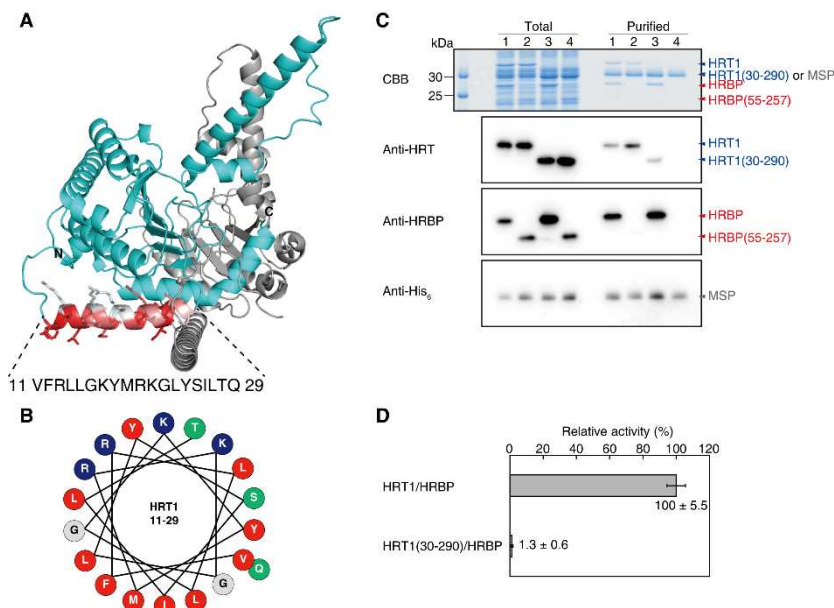 A
N
C
11 VFRLLGKYMRKGLYSILTQ 29
B
Y K T
R K
R L
L S
HRT1
11-29
G Y
L V
Q
F G
M I L
C
Total Purified
kDa 1 2 3 4 1 2 3 4
CBB
30
25
HRT1
HRT1(30-290) or MSP
HRBP
HRBP(55-257)
Anti-HRT
HRT1
HRT1(30-290)
Anti-HRBP
HRBP
HRBP(55-257)
Anti-His6
MSP
D
Relative activity (%)
0 20 40 60 80 100 120
HRT1/HRBP
100 ± 5.5
HRT1(30-290)/HRBP
1.3 ± 0.6